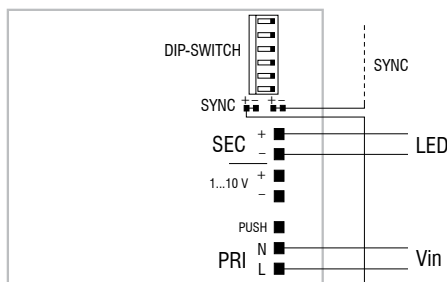 DIP-SWITCH
SYNC
+ − + −
SYNC
SEC + −
LED
1...10 V + −
PUSH
PRI N L
Vin